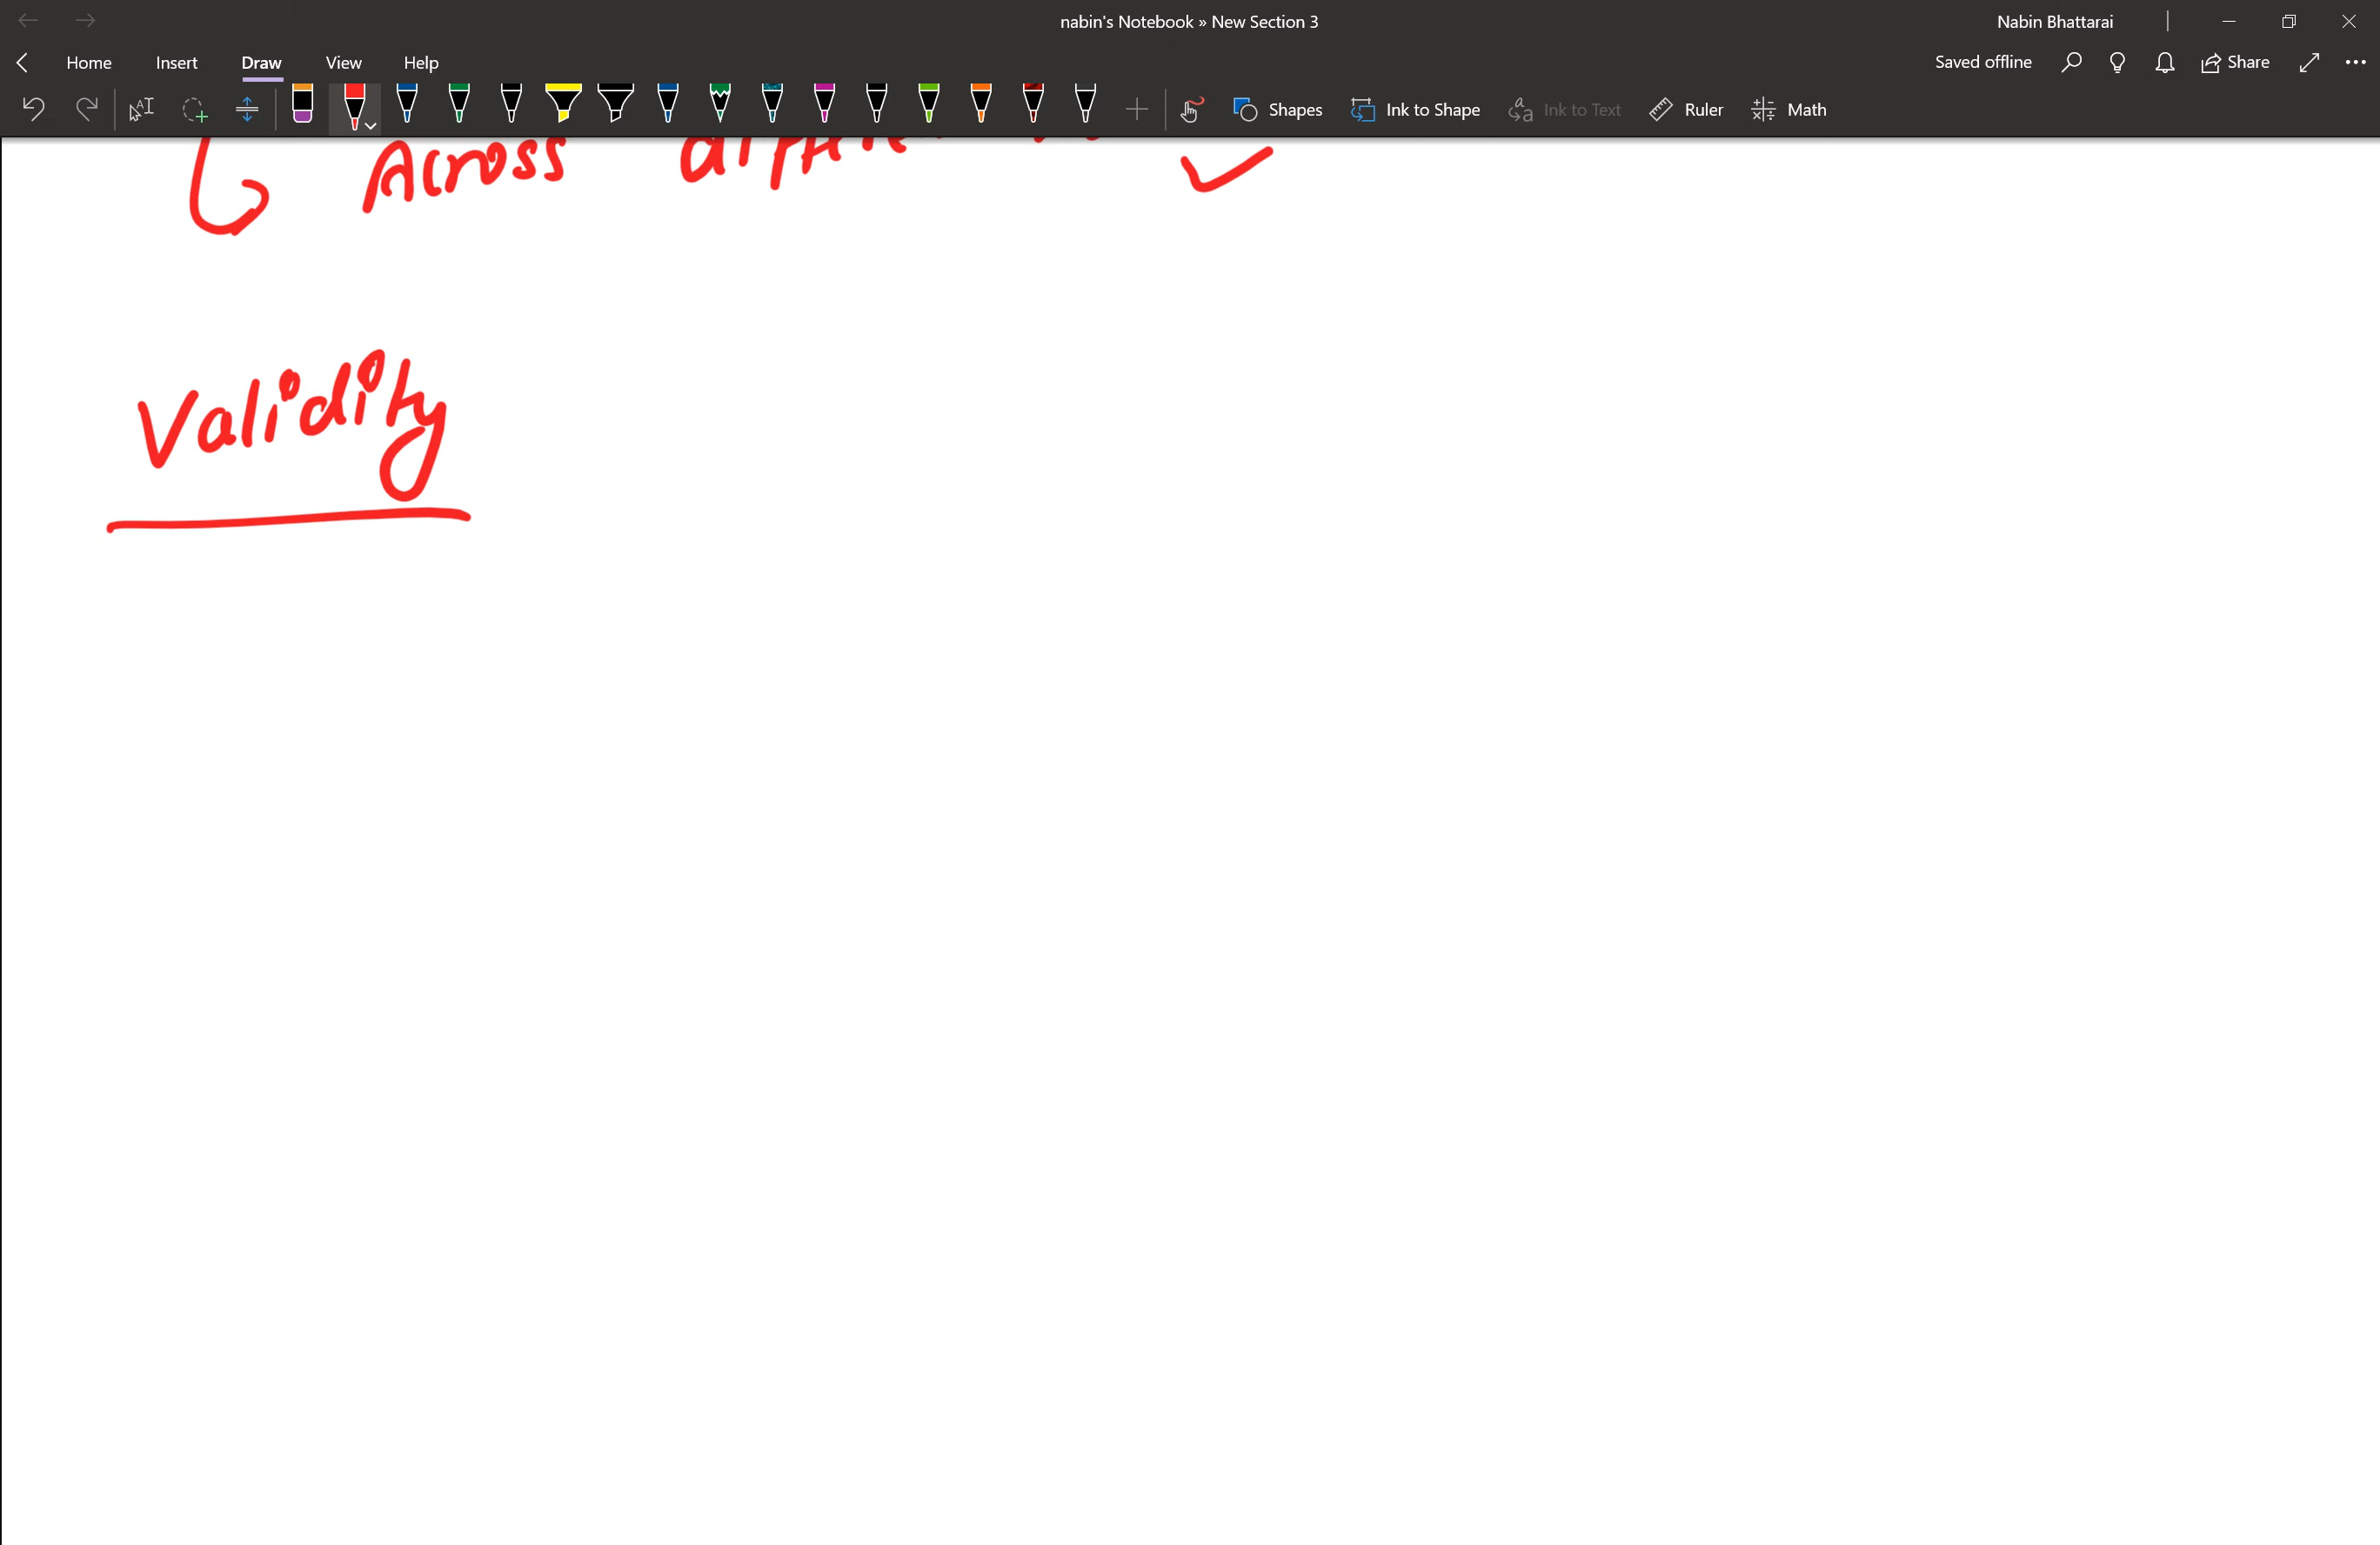 nabin's Notebook » New Section 3
Nabin Bhattarai
Home Insert Draw View Help
Saved offline
Share
Shapes
Ink to Shape
Ink to Text
Ruler
Math
Across
Validity